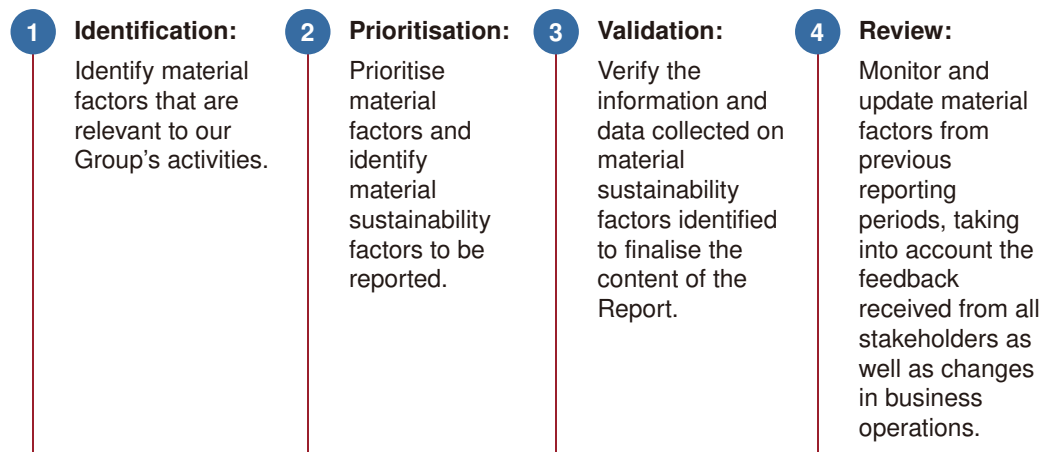 1
Identification:
Identify material
factors that are
relevant to our
Group's activities.
2
Prioritisation:
Prioritise
material
factors and
identify
material
sustainability
factors to be
reported.
3
Validation:
Verify the
information and
data collected on
material
sustainability
factors identified
to finalise the
content of the
Report.
4
Review:
Monitor and
update material
factors from
previous
reporting
periods, taking
into account the
feedback
received from all
stakeholders as
well as changes
in business
operations.